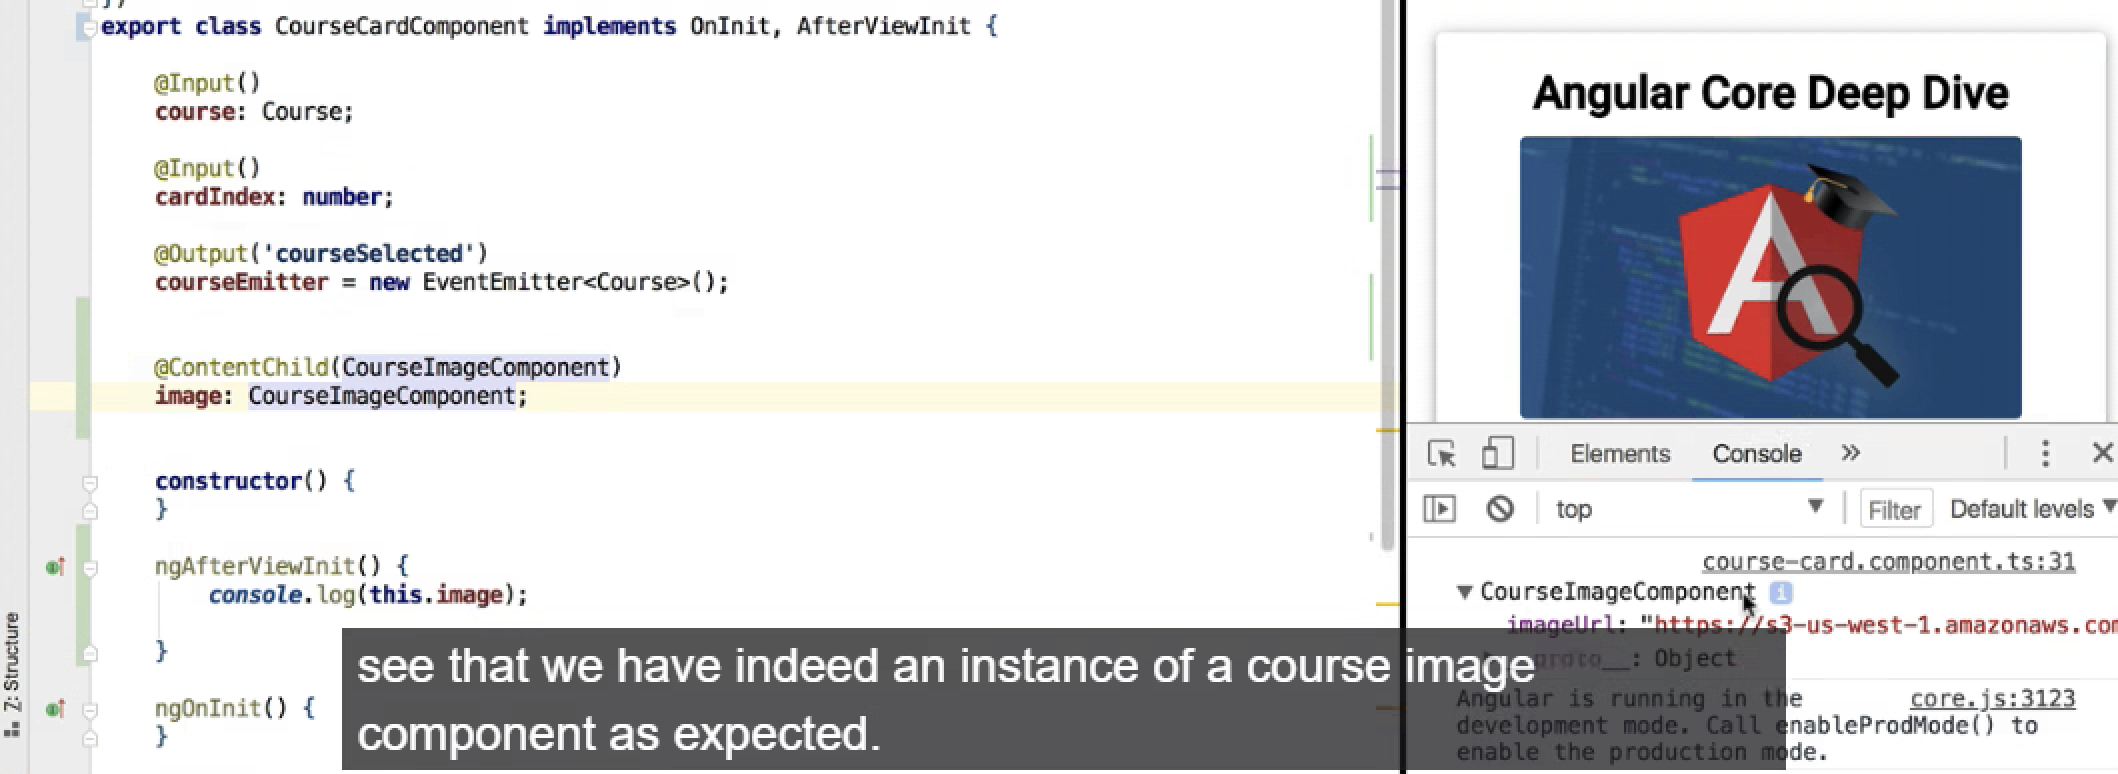 })
export class CourseCardComponent implements OnInit, AfterViewInit {
@Input()
course: Course;
@Input()
cardIndex: number;
@Output('courseSelected')
courseEmitter = new EventEmitter<Course>();
@ContentChild(CourseImageComponent)
image: CourseImageComponent;
constructor() {
}
ngAfterViewInit() {
console.log(this.image);
}
ngOnInit() {
}
Z: Structure
Angular Core Deep Dive
Elements Console »
top Filter Default levels
course-card.component.ts:31
CourseImageComponent i
imageUrl: "https://s3-us-west-1.amazonaws.com
proto__: Object
Angular is running in the core.js:3123
development mode. Call enableProdMode() to
enable the production mode.
see that we have indeed an instance of a course image
component as expected.